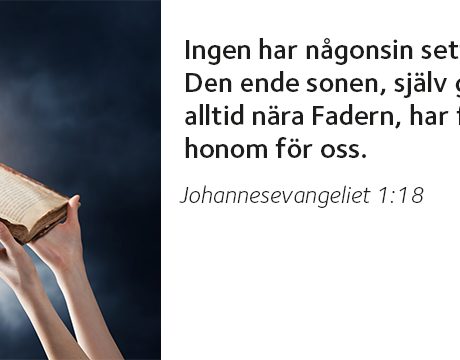 Ingen har någonsin set
Den ende sonen, själv g
alltid nära Fadern, har f
honom för oss.
Johannesevangeliet 1:18